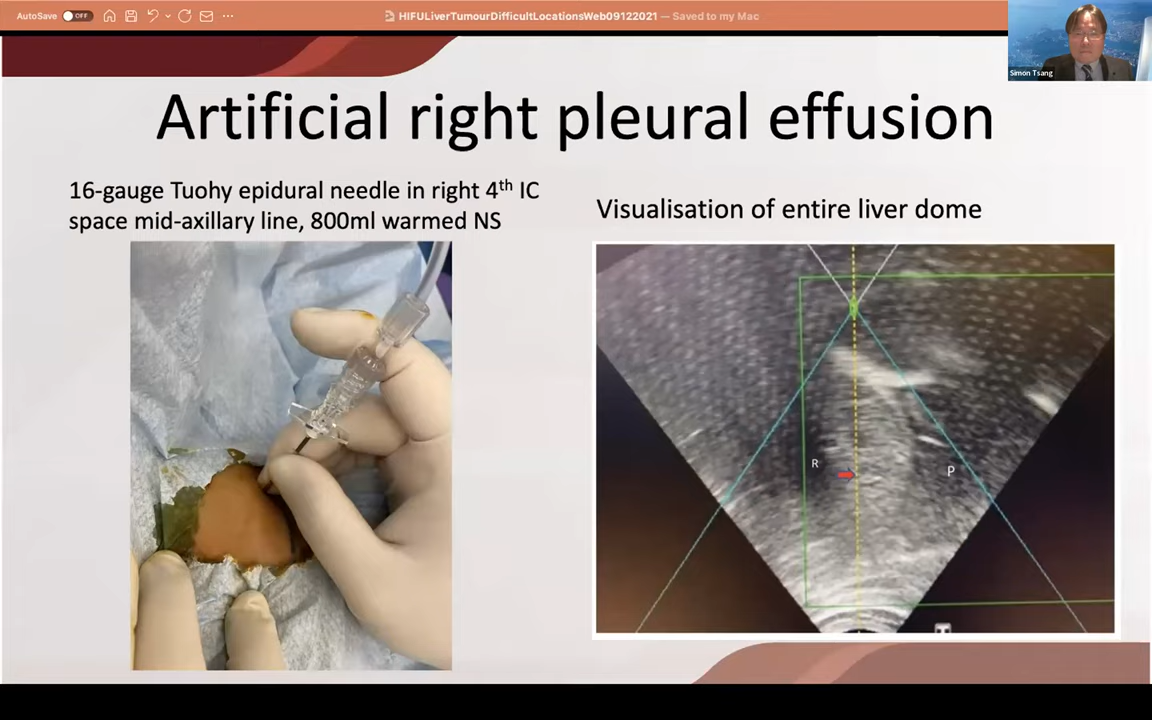 AutoSave OFF
HIFULiverTumourDifficultLocationsWeb09122021 — Saved to my Mac
Simon Tsang
Artificial right pleural effusion
16-gauge Tuohy epidural needle in right 4th IC
space mid-axillary line, 800ml warmed NS
Visualisation of entire liver dome
R
P